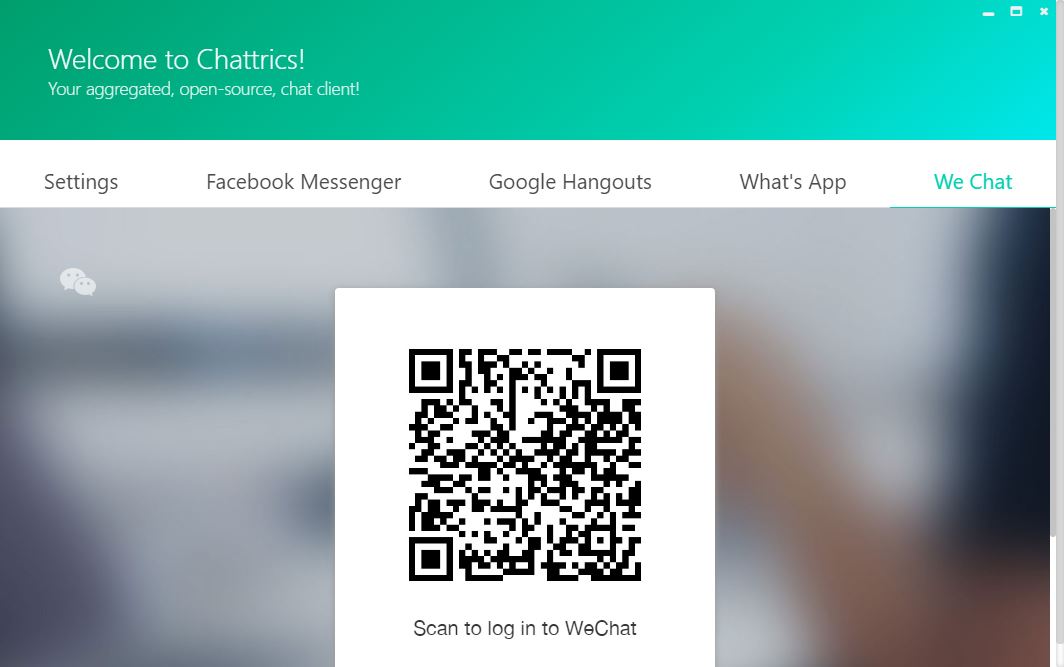 Welcome to Chattrics!
Your aggregated, open-source, chat client!
Settings Facebook Messenger Google Hangouts What's App We Chat
Scan to log in to WeChat